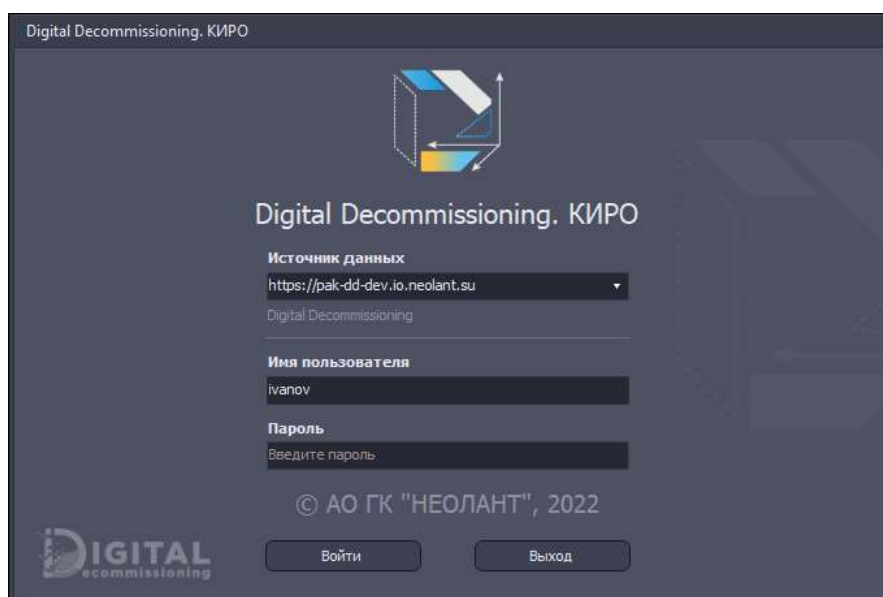 Digital Decommissioning. КИРО
Digital Decommissioning. КИРО
Источник данных
https://pak-dd-dev.io.neolant.su
Digital Decommissioning
Имя пользователя
ivanov
Пароль
Введите пароль
© АО ГК "НЕОЛАНТ", 2022
DIGITAL
ecommissioning
Войти
Выход